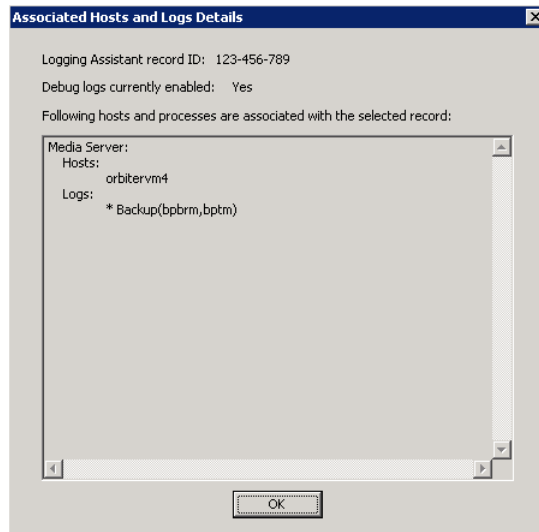 Associated Hosts and Logs Details
Logging Assistant record ID: 123-456-789
Debug logs currently enabled: Yes
Following hosts and processes are associated with the selected record:
Media Server:
Hosts:
orbitervm4
Logs:
* Backup(bpbrm,bptm)
OK